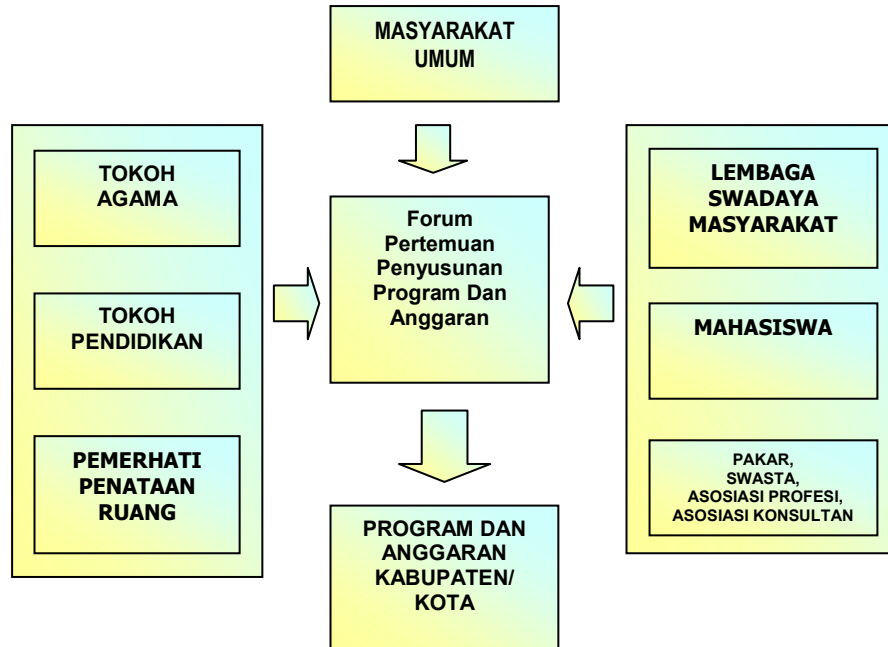 MASYARAKAT
UMUM
TOKOH
AGAMA
TOKOH
PENDIDIKAN
PEMERHATI
PENATAAN
RUANG
Forum
Pertemuan
Penyusunan
Program Dan
Anggaran
LEMBAGA
SWADAYA
MASYARAKAT
MAHASISWA
PAKAR,
SWASTA,
ASOSIASI PROFESI,
ASOSIASI KONSULTAN
PROGRAM DAN
ANGGARAN
KABUPATEN/
KOTA